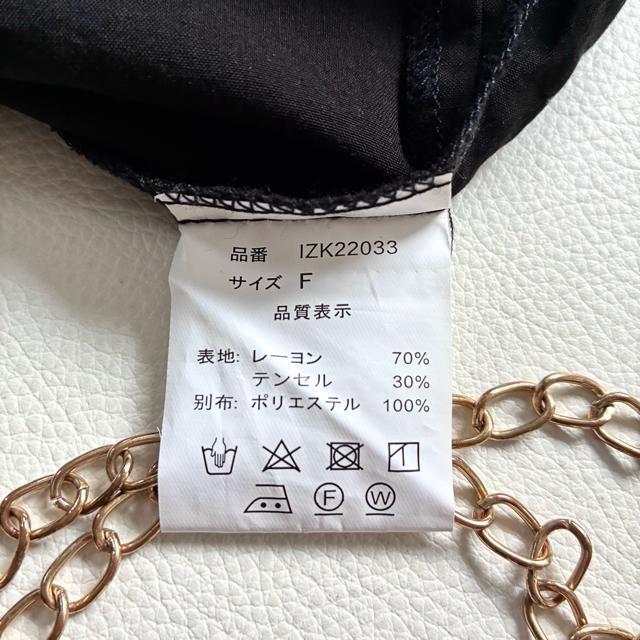 品番 IZK22033
サイズ F
品質表示
表地: レーヨン 70%
テンセル 30%
別布: ポリエステル 100%
F W